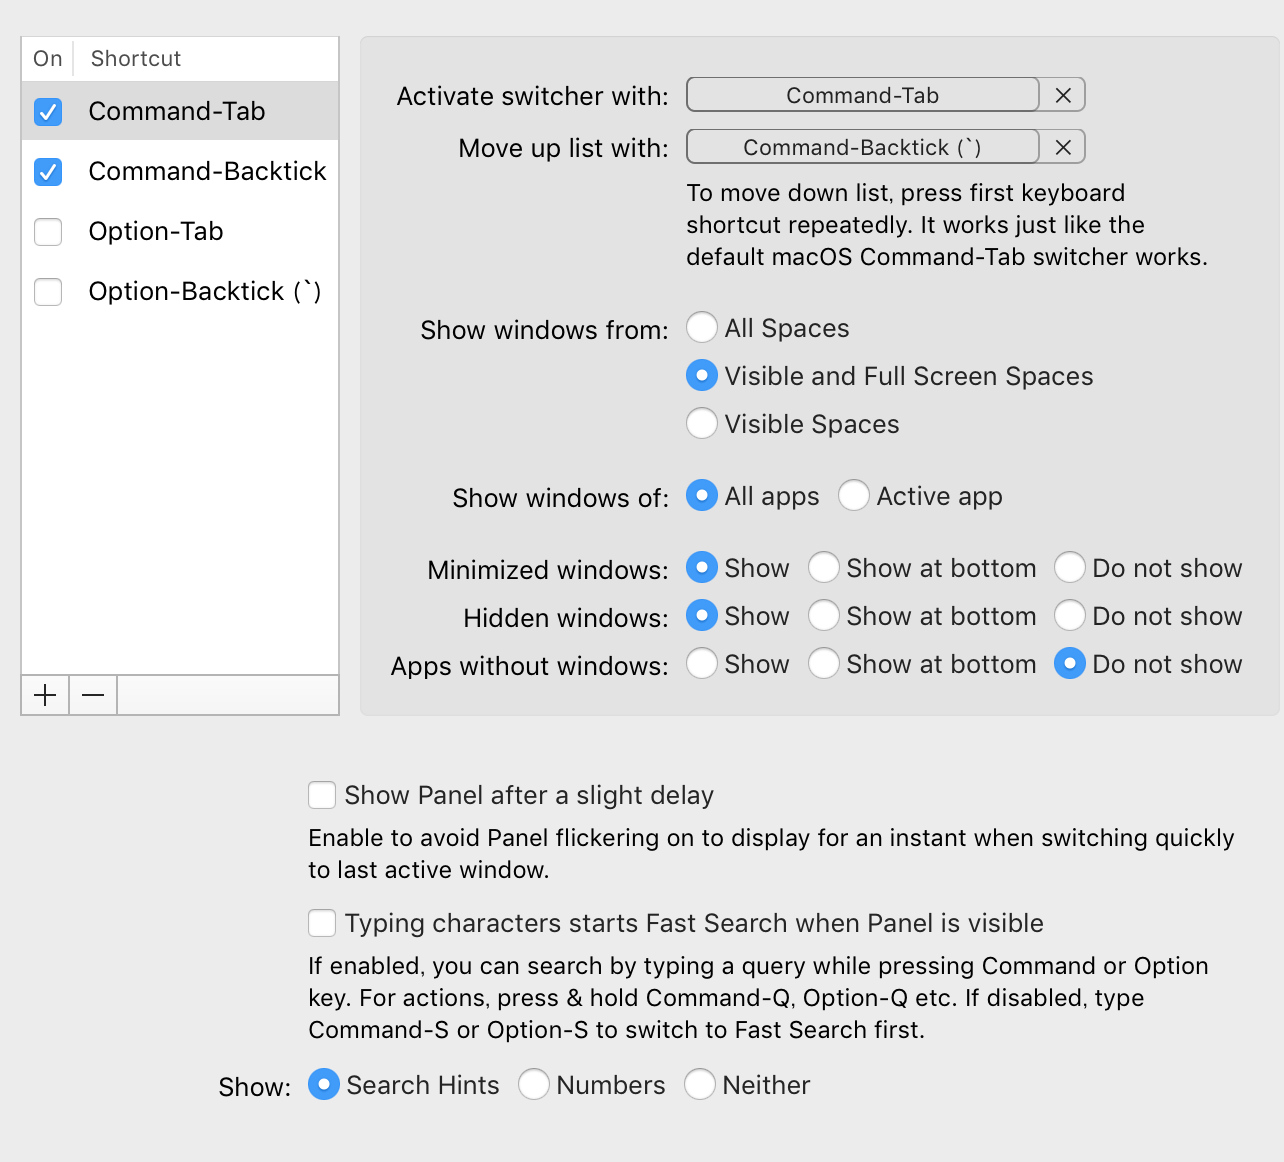 On Shortcut
Command-Tab
Command-Backtick
Option-Tab
Option-Backtick (`)
Activate switcher with: Command-Tab
Move up list with: Command-Backtick (`)
To move down list, press first keyboard
shortcut repeatedly. It works just like the
default macOS Command-Tab switcher works.
Show windows from: All Spaces
Visible and Full Screen Spaces
Visible Spaces
Show windows of: All apps Active app
Minimized windows: Show Show at bottom Do not show
Hidden windows: Show Show at bottom Do not show
Apps without windows: Show Show at bottom Do not show
Show Panel after a slight delay
Enable to avoid Panel flickering on to display for an instant when switching quickly
to last active window.
Typing characters starts Fast Search when Panel is visible
If enabled, you can search by typing a query while pressing Command or Option
key. For actions, press & hold Command-Q, Option-Q etc. If disabled, type
Command-S or Option-S to switch to Fast Search first.
Show: Search Hints Numbers Neither